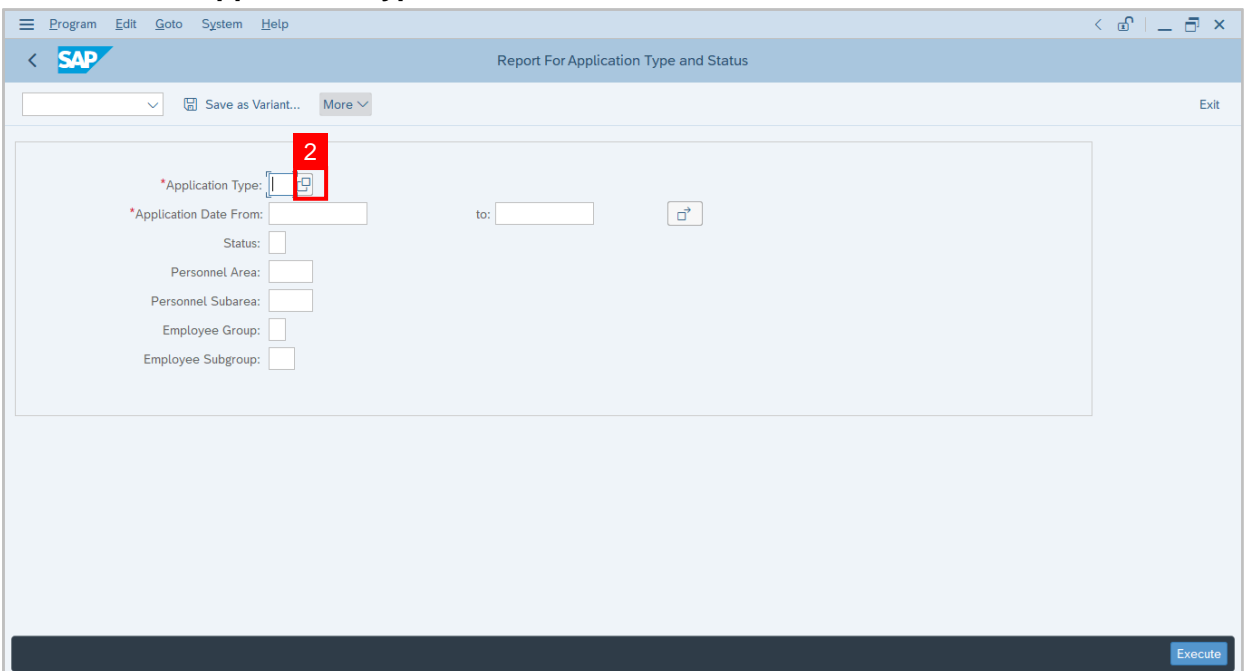 Program Edit Goto System Help
SAP Report For Application Type and Status
Save as Variant... More Exit
2
*Application Type:
*Application Date From: to:
Status:
Personnel Area:
Personnel Subarea:
Employee Group:
Employee Subgroup:
Execute